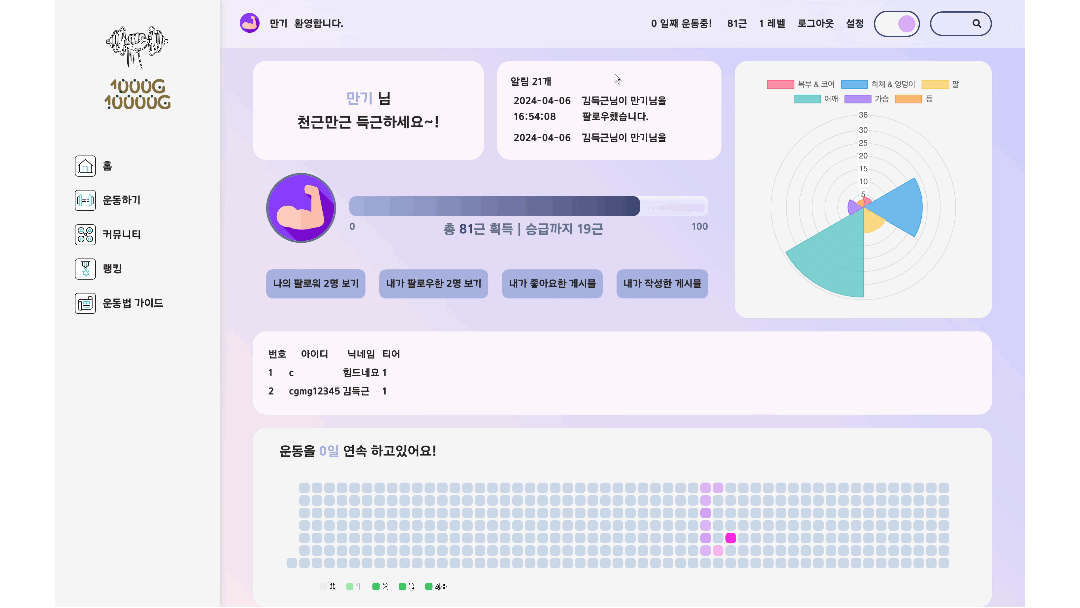 1000G
10000G
홈
운동하기
커뮤니티
랭킹
운동법 가이드
만기 환영합니다.
0 일째 운동중! 81근 1 레벨 로그아웃 설정
만기 님
천근만근 득근하세요~!
알림 21개
2024-04-06 김득근님이 만기님을
16:54:08 팔로우했습니다.
2024-04-06 김득근님이 만기님을
총 81근 획득 | 승급까지 19근
0
100
나의 팔로워 2명 보기
내가 팔로우한 2명 보기
내가 좋아요한 게시물
내가 작성한 게시물
복부 & 코어 하체 & 엉덩이 팔
어깨 가슴 등
36
30
25
20
15
10
5
번호 아이디 닉네임 티어
1 c 힘드네요 1
2 cgmg12345 김득근 1
운동을 0일 연속 하고있어요!